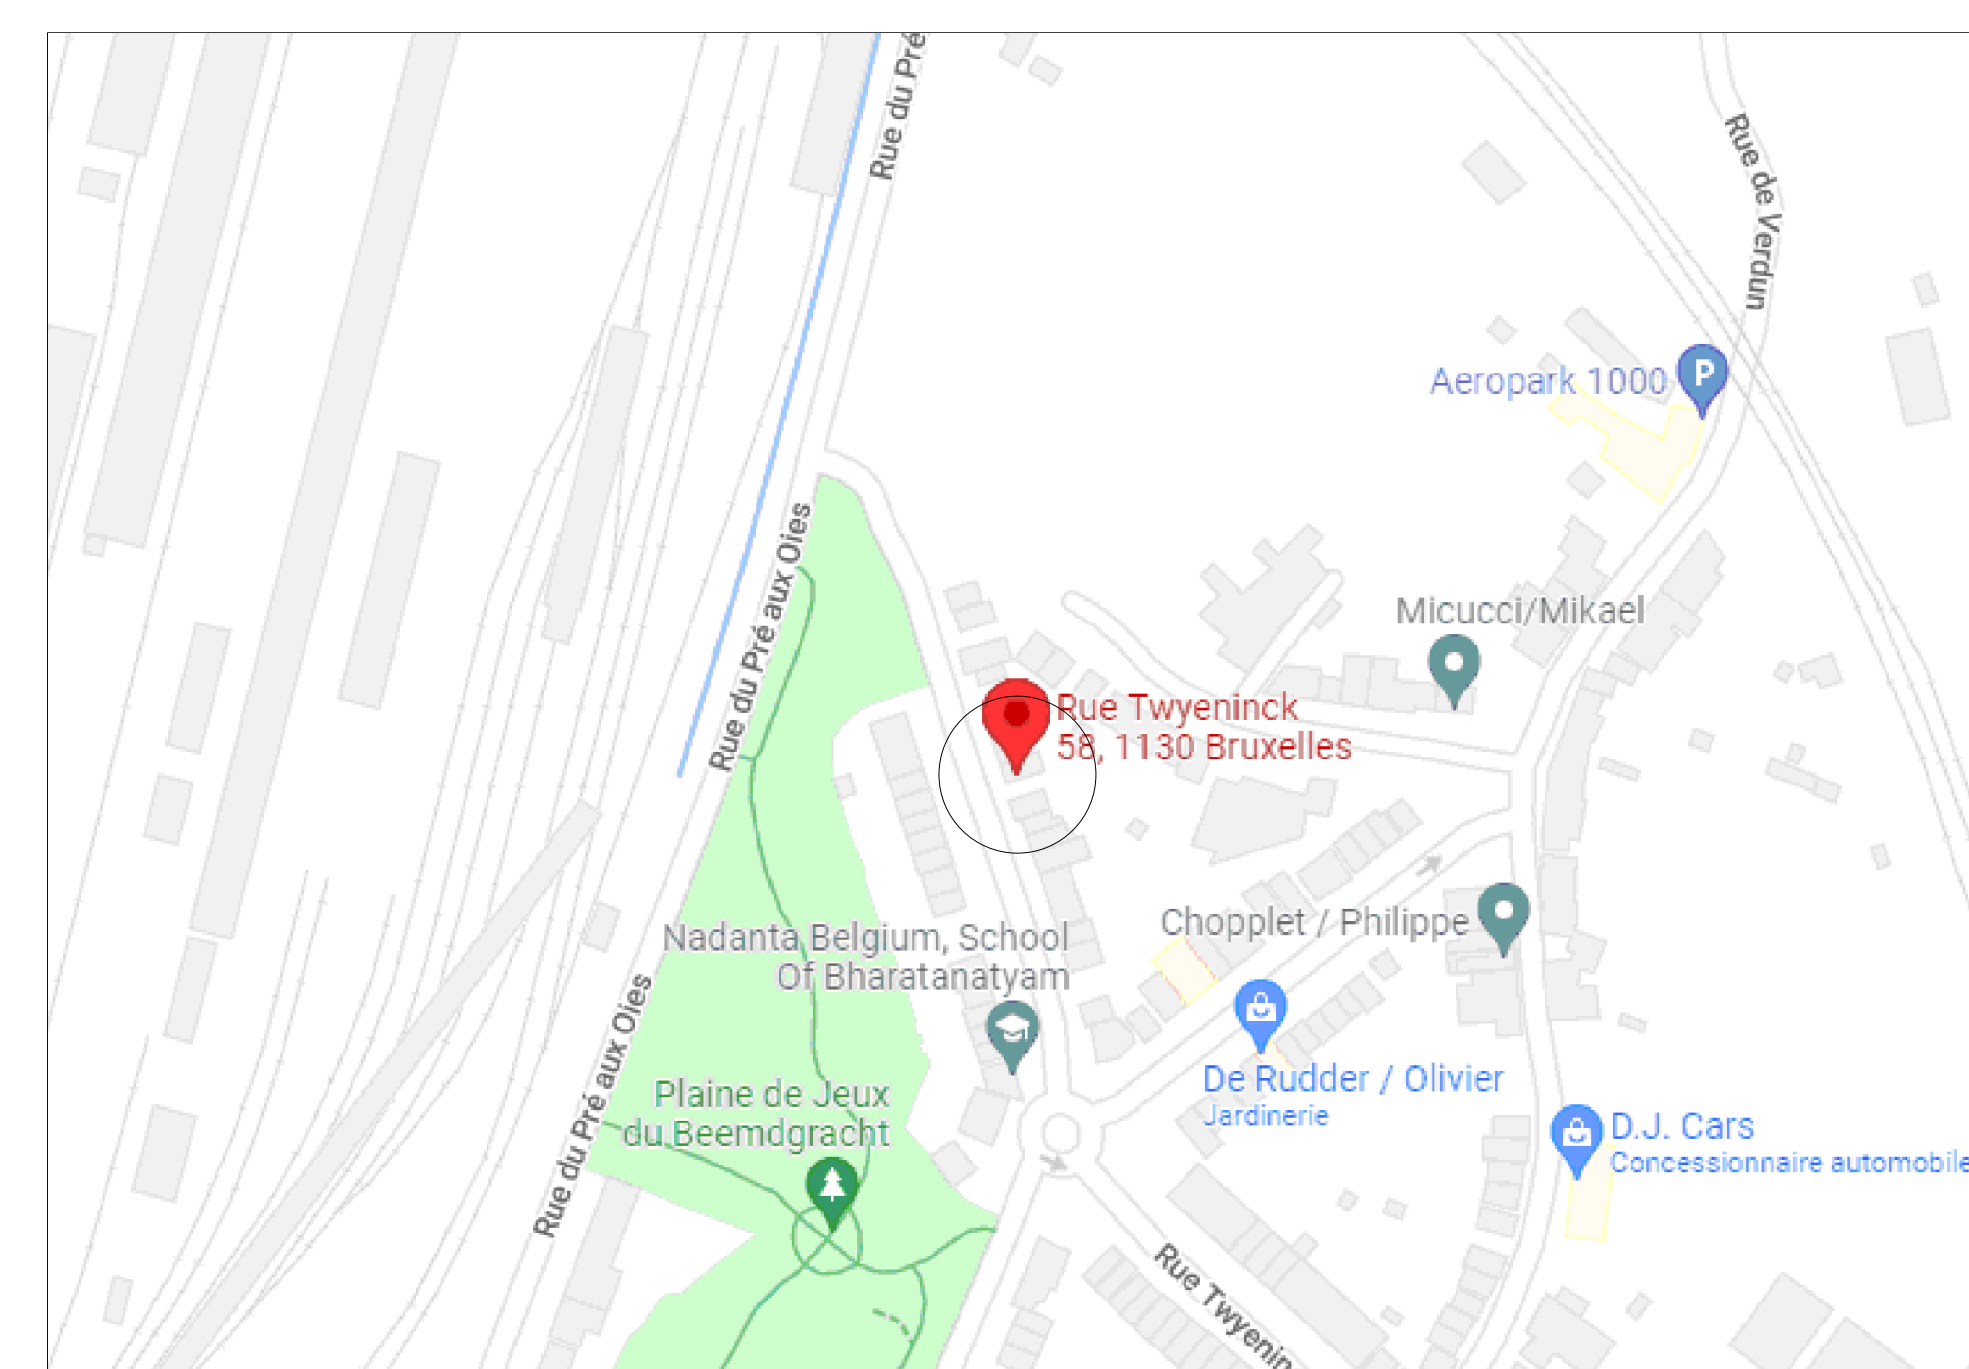 Rue du Pré
Rue de Verdun
Aeropark 1000
P
Rue du Pré aux Oies
Micucci/Mikael
Rue Twyeninck
58, 1130 Bruxelles
Chopplet / Philippe
Nadanta Belgium, School
Of Bharatanatyam
Rue du Pré aux Oies
De Rudder / Olivier
Jardinerie
Plaine de Jeux
du Beemdgracht
D.J. Cars
Concessionnaire automobile
Rue Twyenin